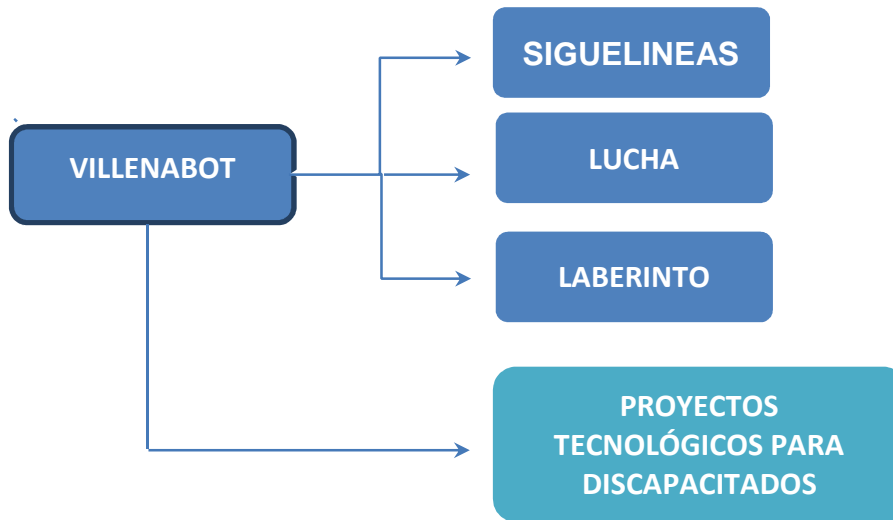 SIGUELINEAS
VILLENABOT
LUCHA
LABERINTO
PROYECTOS
TECNOLÓGICOS PARA
DISCAPACITADOS